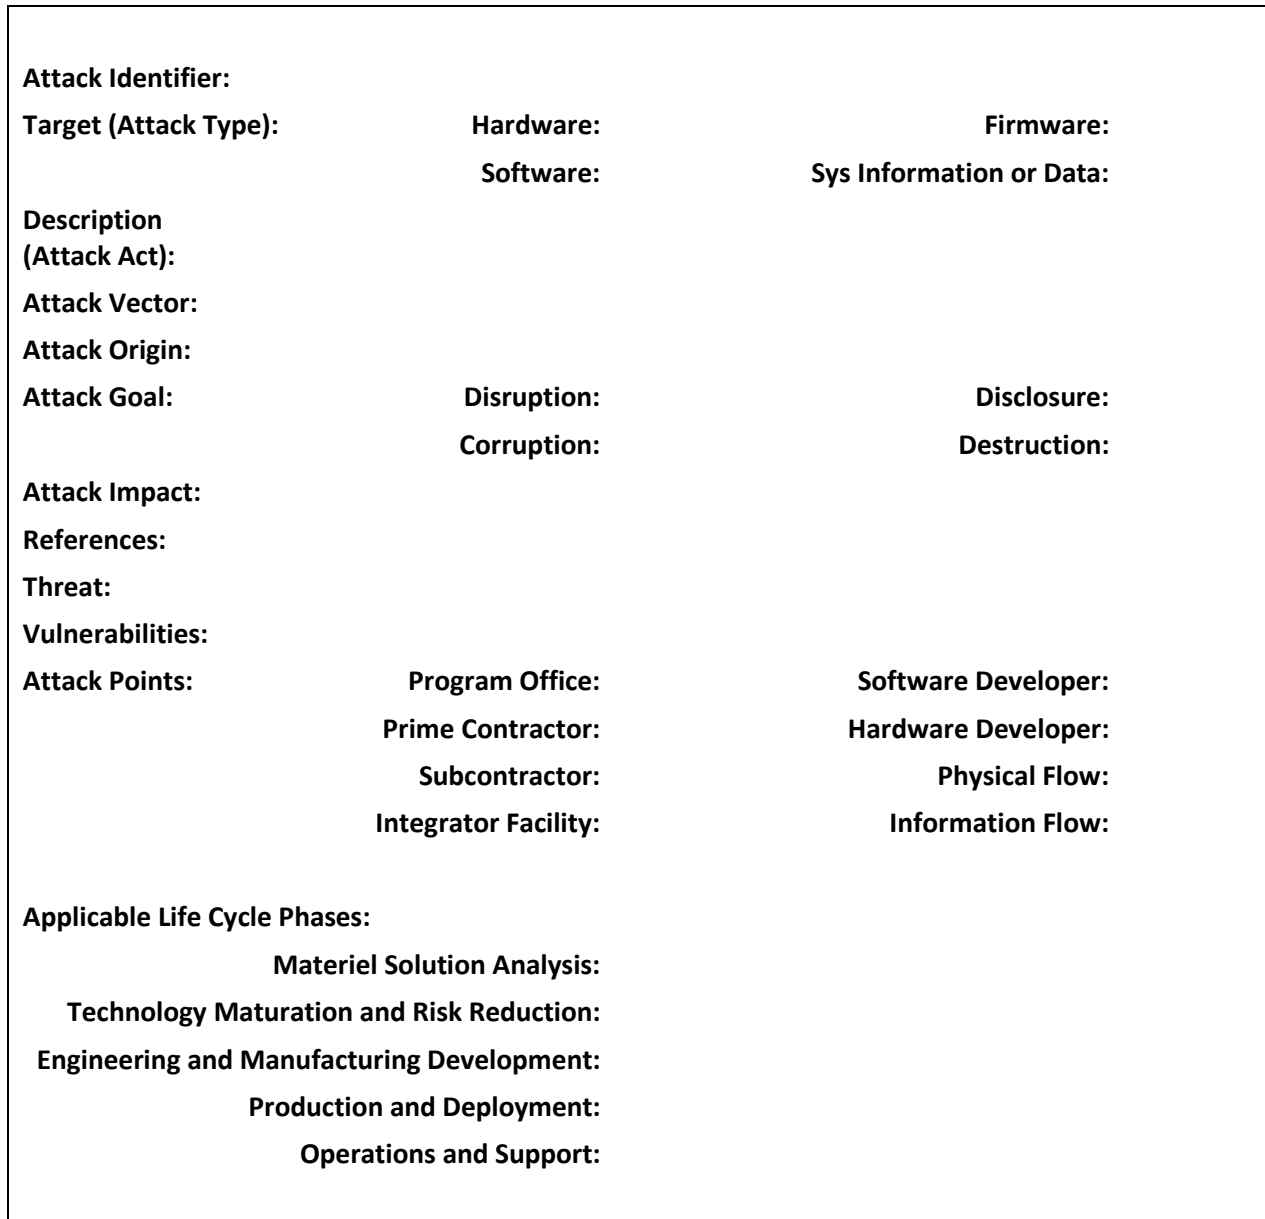 Attack Identifier:
Target (Attack Type): Hardware: Firmware:
Software: Sys Information or Data:
Description
(Attack Act):
Attack Vector:
Attack Origin:
Attack Goal: Disruption: Disclosure:
Corruption: Destruction:
Attack Impact:
References:
Threat:
Vulnerabilities:
Attack Points: Program Office: Software Developer:
Prime Contractor: Hardware Developer:
Subcontractor: Physical Flow:
Integrator Facility: Information Flow:
Applicable Life Cycle Phases:
Materiel Solution Analysis:
Technology Maturation and Risk Reduction:
Engineering and Manufacturing Development:
Production and Deployment:
Operations and Support: